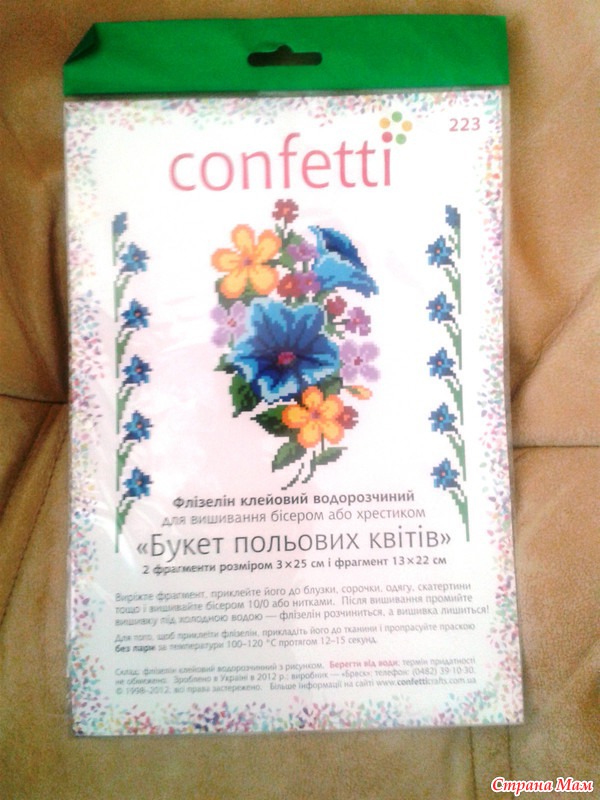 223
confetti
Флізелін клейовий водорозчинний
для вишивання бісером або хрестиком
«Букет польових квітів»
2 фрагменти розміром 3×25 см і фрагмент 13×22 см
Виріжте фрагмент, приклейте його до блузки, сорочки, одягу, скатертини
тощо і вишивайте бісером 10/0 або нитками. Після вишивання промийте
вишивку під холодною водою — флізелін розчиниться, а вишивка лишиться!
Для того, щоб приклеїти флізелін, прикладіть його до тканини і пропрасуйте праскою
без пари за температури 100–120 °C протягом 12–15 секунд.
Склад: флізелін клейовий водорозчинний з рисунком. Берегти від води; термін придатності
не обмежено. Зроблено в Україні в 2012 р.; виробник — «Брвск», телефон: (0482) 39-10-30.
© 1998–2012, всі права застережено. Більше інформації на сайті www.confetticrafts.com.ua
Страна Мам